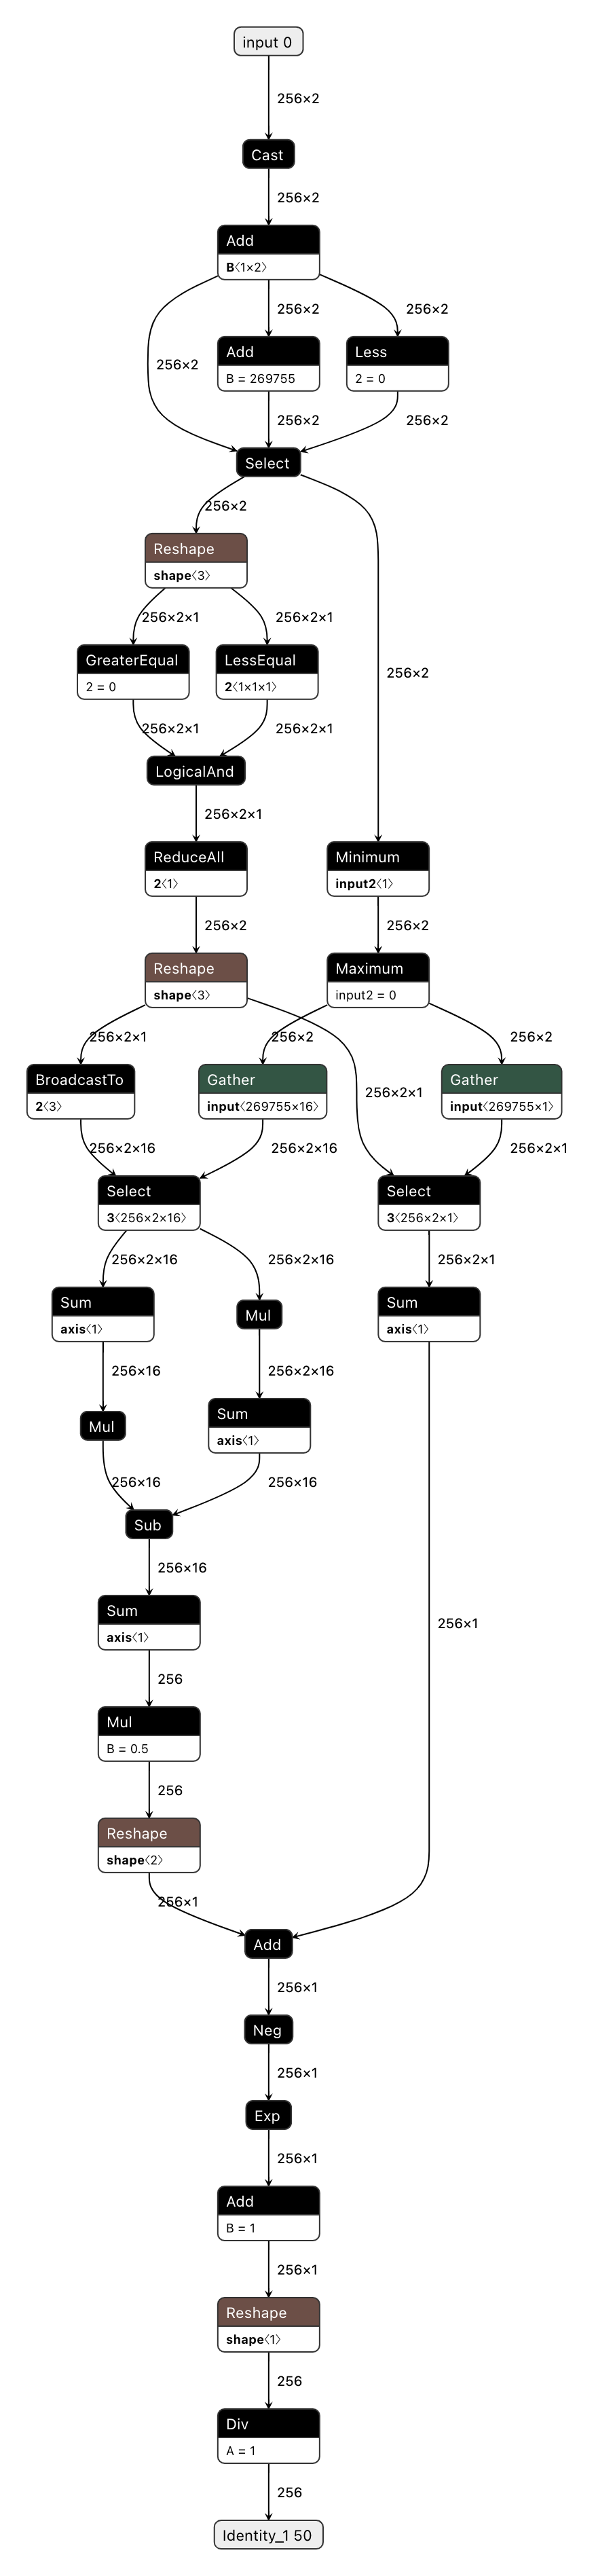 input 0
256×2
Cast
256×2
Add
B〈1×2〉
256×2
256×2
256×2
Add
B = 269755
Less
2 = 0
256×2
256×2
Select
256×2
Reshape
shape〈3〉
256×2×1
256×2×1
GreaterEqual
2 = 0
LessEqual
2〈1×1×1〉
256×2
256×2×1
256×2×1
LogicalAnd
256×2×1
ReduceAll
2〈1〉
Minimum
input2〈1〉
256×2
256×2
Reshape
shape〈3〉
Maximum
input2 = 0
256×2×1
256×2
256×2
256×2×1
BroadcastTo
2〈3〉
Gather
input〈269755×16〉
Gather
input〈269755×1〉
256×2×16
256×2×16
256×2×1
Select
3〈256×2×16〉
Select
3〈256×2×1〉
256×2×16
256×2×16
256×2×1
Sum
axis〈1〉
Mul
Sum
axis〈1〉
256×16
256×2×16
Mul
Sum
axis〈1〉
256×16
256×16
Sub
256×16
Sum
axis〈1〉
256×1
256
Mul
B = 0.5
256
Reshape
shape〈2〉
256×1
Add
256×1
Neg
256×1
Exp
256×1
Add
B = 1
256×1
Reshape
shape〈1〉
256
Div
A = 1
256
Identity_1 50